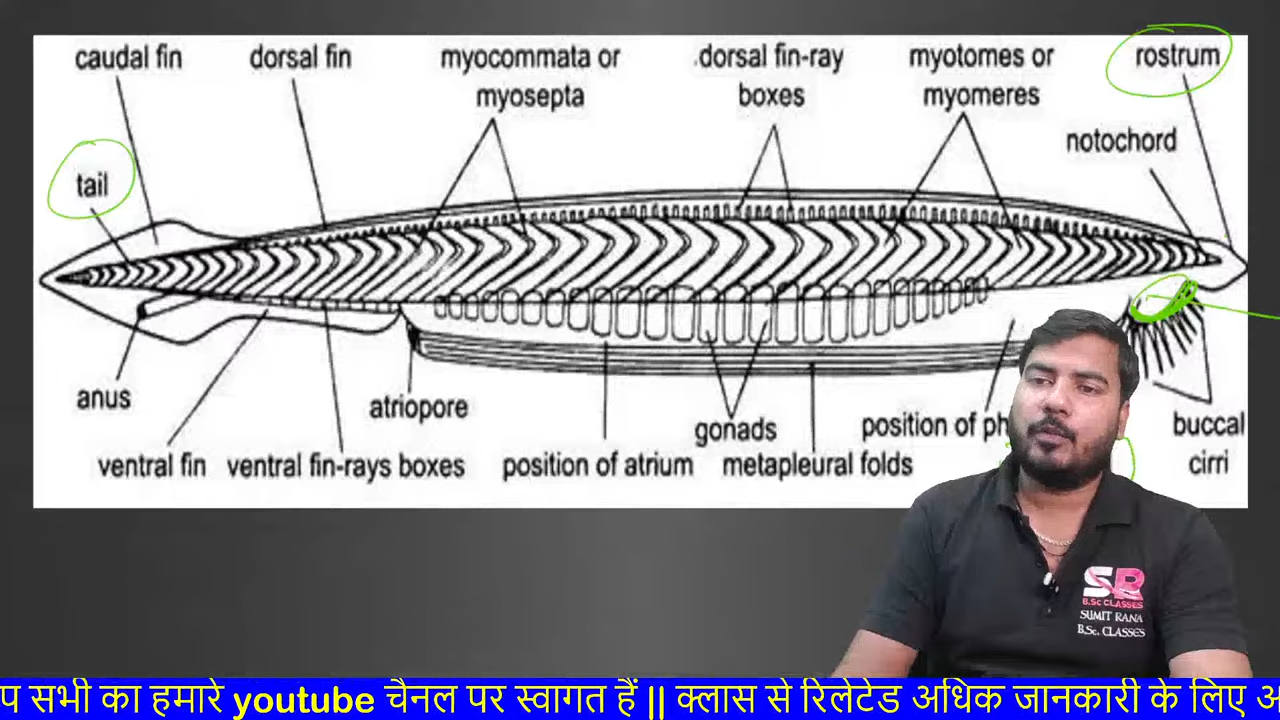 caudal fin
dorsal fin
myocommata or
myosepta
dorsal fin-ray
boxes
myotomes or
myomeres
rostrum
notochord
tail
anus
atriopore
gonads
position of
buccal
cirri
ventral fin
ventral fin-rays boxes
position of atrium
metapleural folds
SR
B.SC CLASSES
SUMIT RANA
B.Sc. CLASSES
सभी का हमारे youtube चैनल पर स्वागत हैं || क्लास से रिलेटेड अधिक जानकारी के लिए